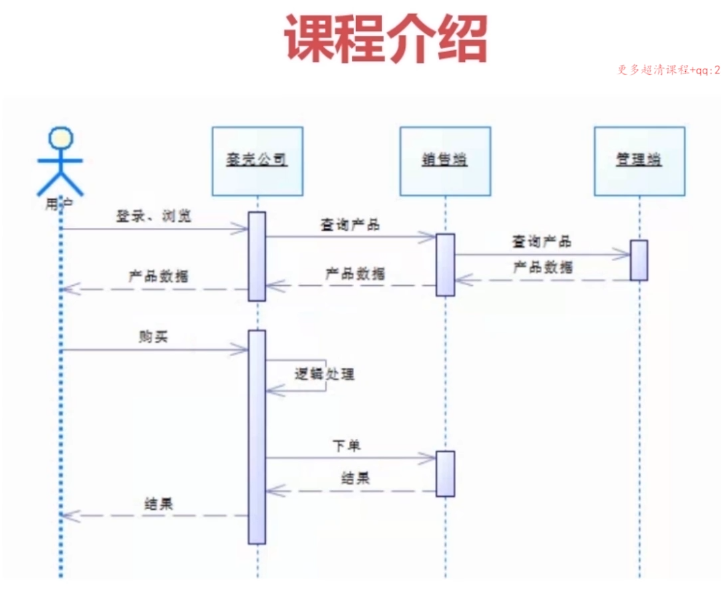 课程介绍
更多超清课程+qq:2
壳公司
销售端
管理端
用户
登录、浏览
查询产品
查询产品
产品数据
产品数据
产品数据
购买
逻辑处理
下单
结果
结果